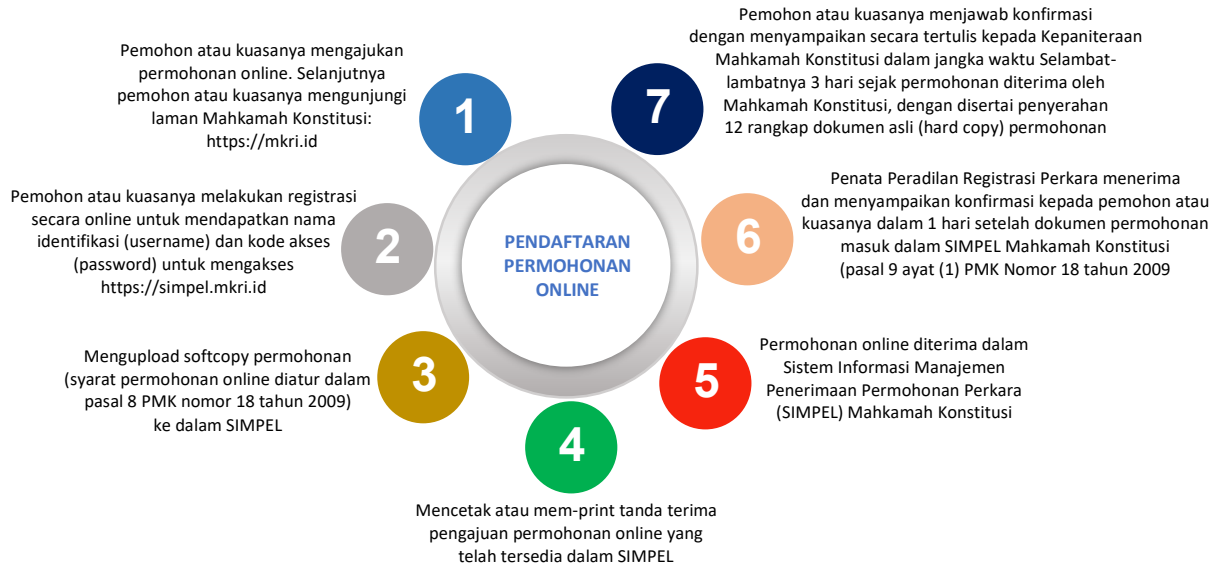 PENDAFTARAN
PERMOHONAN
ONLINE
1
Pemohon atau kuasanya mengajukan
permohonan online. Selanjutnya
pemohon atau kuasanya mengunjungi
laman Mahkamah Konstitusi:
https://mkri.id
2
Pemohon atau kuasanya melakukan registrasi
secara online untuk mendapatkan nama
identifikasi (username) dan kode akses
(password) untuk mengakses
https://simpel.mkri.id
3
Mengupload softcopy permohonan
(syarat permohonan online diatur dalam
pasal 8 PMK nomor 18 tahun 2009)
ke dalam SIMPEL
4
Mencetak atau mem-print tanda terima
pengajuan permohonan online yang
telah tersedia dalam SIMPEL
5
Permohonan online diterima dalam
Sistem Informasi Manajemen
Penerimaan Permohonan Perkara
(SIMPEL) Mahkamah Konstitusi
6
Penata Peradilan Registrasi Perkara menerima
dan menyampaikan konfirmasi kepada pemohon atau
kuasanya dalam 1 hari setelah dokumen permohonan
masuk dalam SIMPEL Mahkamah Konstitusi
(pasal 9 ayat (1) PMK Nomor 18 tahun 2009
7
Pemohon atau kuasanya menjawab konfirmasi
dengan menyampaikan secara tertulis kepada Kepaniteraan
Mahkamah Konstitusi dalam jangka waktu Selambat-
lambatnya 3 hari sejak permohonan diterima oleh
Mahkamah Konstitusi, dengan disertai penyerahan
12 rangkap dokumen asli (hard copy) permohonan